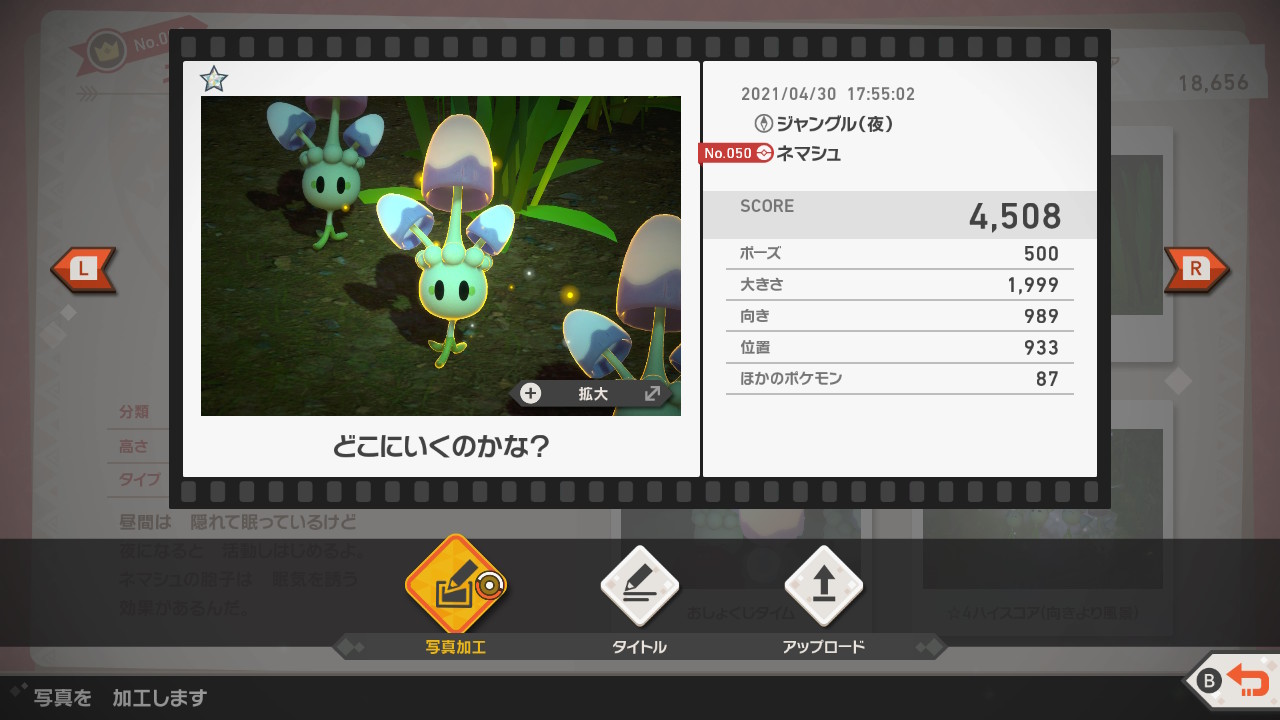 No.0
18,656
2021/04/30 17:55:02
ジャングル(夜)
No.050 ネマシュ
SCORE
4,508
ポーズ 500
大きさ 1,999
向き 989
位置 933
ほかのポケモン 87
L
R
+ 拡大
どこにいくのかな?
分類
高さ
タイプ
昼間は 隠れて眠っているけど
夜になると 活動しはじめるよ。
ネマシュの胞子は 眠気を誘う
効果があるんだ。
おしょくじタイム
☆4ハイスコア(向きより重視)
写真加工
タイトル
アップロード
写真を 加工します
B